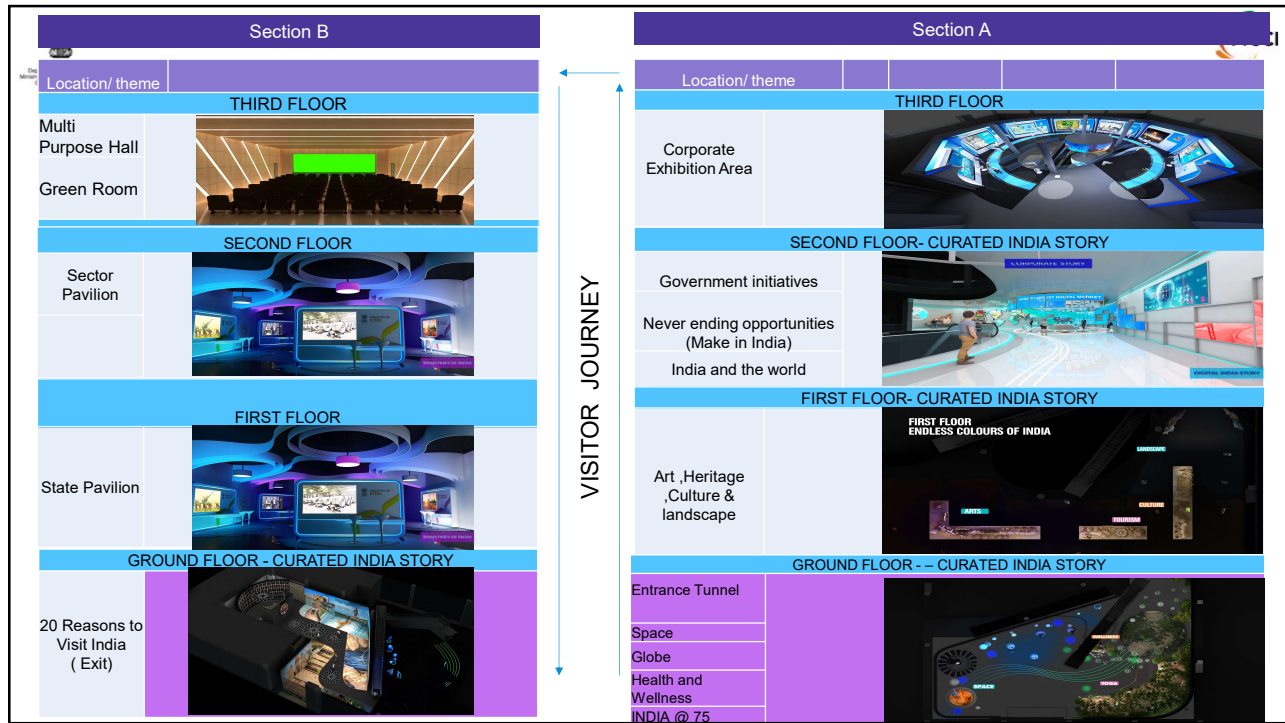 Section B
Location/ theme
THIRD FLOOR
Multi
Purpose Hall
Green Room
SECOND FLOOR
Sector
Pavilion
FIRST FLOOR
State Pavilion
GROUND FLOOR - CURATED INDIA STORY
20 Reasons to
Visit India
( Exit)
VISITOR JOURNEY
Section A
Location/ theme
THIRD FLOOR
Corporate
Exhibition Area
SECOND FLOOR- CURATED INDIA STORY
Government initiatives
Never ending opportunities
(Make in India)
India and the world
CORPORATE STORY
DIGITAL INDIA STORY
FIRST FLOOR- CURATED INDIA STORY
Art ,Heritage
,Culture &
landscape
FIRST FLOOR
ENDLESS COLOURS OF INDIA
LANDSCAPE
CULTURE
ARTS
TOURISM
GROUND FLOOR - – CURATED INDIA STORY
Entrance Tunnel
Space
Globe
Health and
Wellness
INDIA @ 75
WELLNESS
SPACE
YOGA